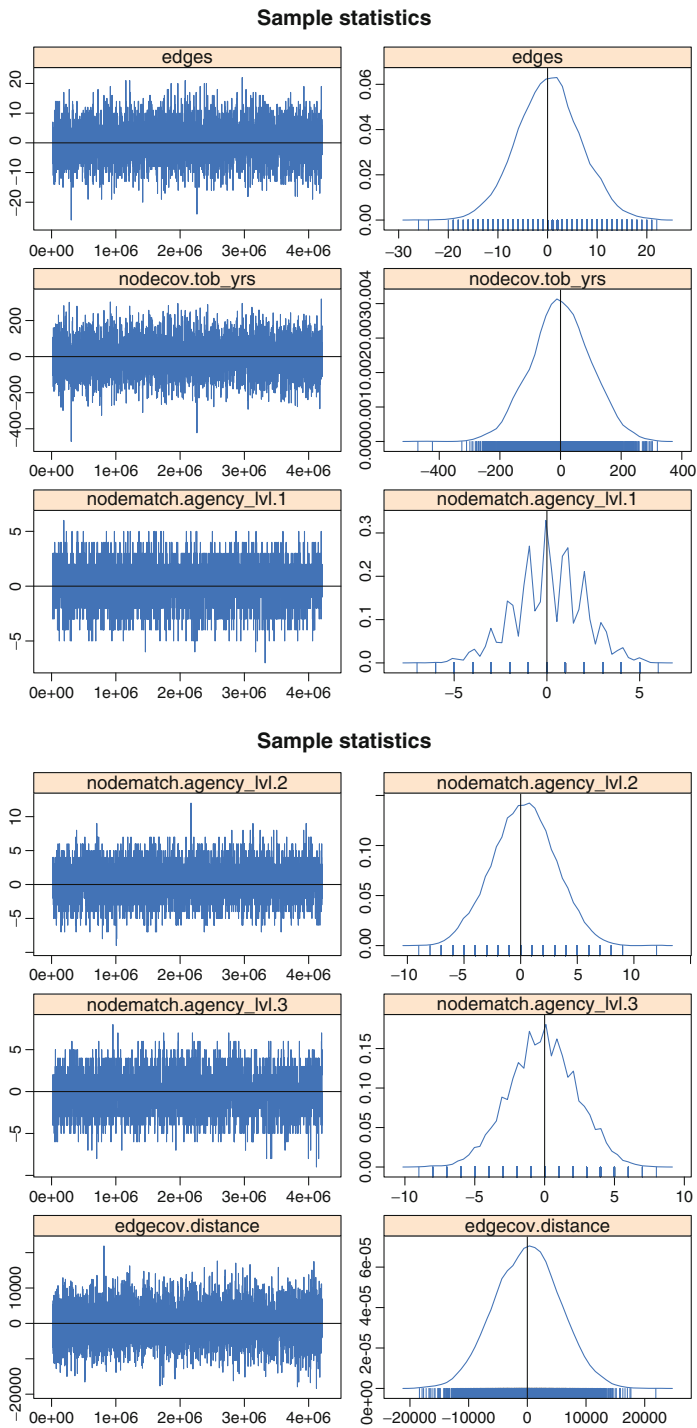 Sample statistics
edges
edges
20
10
0
−10
−20
0e+00 1e+06 2e+06 3e+06 4e+06
0.06
0.04
0.02
0.00
−30 −20 −10 0 10 20
nodecov.tob_yrs
nodecov.tob_yrs
200
0
−200
−400
0e+00 1e+06 2e+06 3e+06 4e+06
0.004
0.003
0.002
0.001
0.000
−400 −200 0 200 400
nodematch.agency_lvl.1
nodematch.agency_lvl.1
5
0
−5
0e+00 1e+06 2e+06 3e+06 4e+06
0.3
0.2
0.1
0.0
−5 0 5
Sample statistics
nodematch.agency_lvl.2
nodematch.agency_lvl.2
10
5
0
−5
0e+00 1e+06 2e+06 3e+06 4e+06
0.10
0.05
0.00
−10 −5 0 5 10
nodematch.agency_lvl.3
nodematch.agency_lvl.3
5
0
−5
0e+00 1e+06 2e+06 3e+06 4e+06
0.15
0.10
0.05
0.00
−10 −5 0 5 10
edgecov.distance
edgecov.distance
10000
0
−20000
0e+00 1e+06 2e+06 3e+06 4e+06
6e-05
4e-05
2e-05
0e+00
−20000 −10000 0 10000 20000